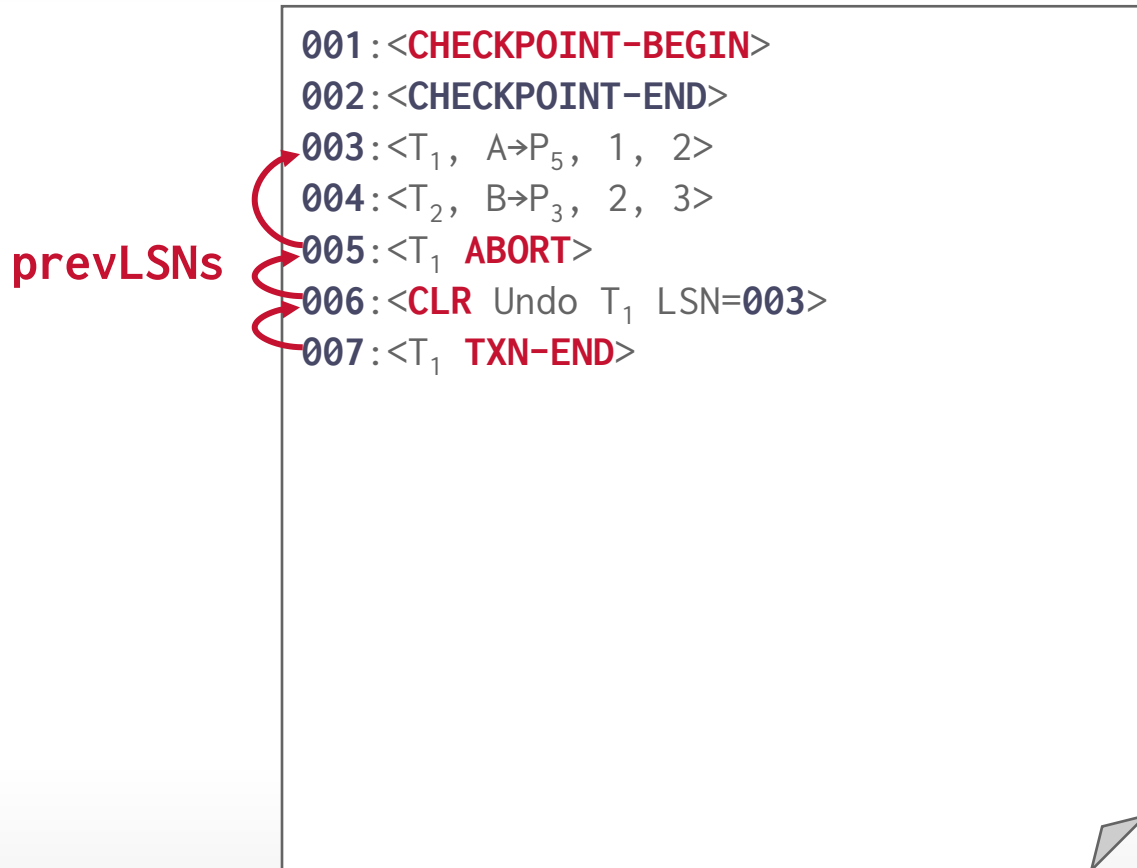 001:<CHECKPOINT-BEGIN>
002:<CHECKPOINT-END>
003:<T₁, A→P₅, 1, 2>
004:<T₂, B→P₃, 2, 3>
prevLSNs
005:<T₁ ABORT>
006:<CLR Undo T₁ LSN=003>
007:<T₁ TXN-END>